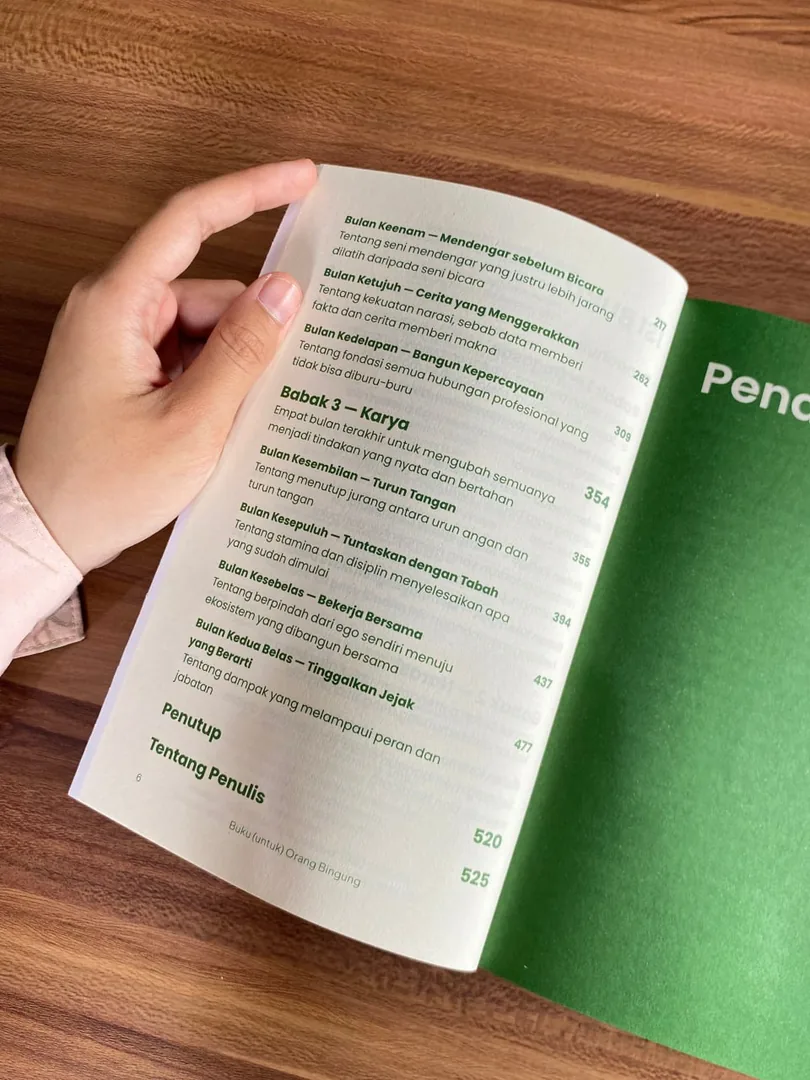 Bulan Keenam — Mendengar sebelum Bicara
Tentang seni mendengar yang justru lebih jarang
dilatih daripada seni bicara
217
Bulan Ketujuh — Cerita yang Menggerakkan
Tentang kekuatan narasi, sebab data memberi
fakta dan cerita memberi makna
262
Bulan Kedelapan — Bangun Kepercayaan
Tentang fondasi semua hubungan profesional yang
tidak bisa diburu-buru
309
Babak 3 — Karya
Empat bulan terakhir untuk mengubah semuanya
menjadi tindakan yang nyata dan bertahan
354
Bulan Kesembilan — Turun Tangan
Tentang menutup jurang antara urun angan dan
turun tangan
355
Bulan Kesepuluh — Tuntaskan dengan Tabah
Tentang stamina dan disiplin menyelesaikan apa
yang sudah dimulai
394
Bulan Kesebelas — Bekerja Bersama
Tentang berpindah dari ego sendiri menuju
ekosistem yang dibangun bersama
437
Bulan Kedua Belas — Tinggalkan Jejak
yang Berarti
Tentang dampak yang melampaui peran dan
jabatan
477
Penutup
520
Tentang Penulis
525
6
Buku (untuk) Orang Bingung